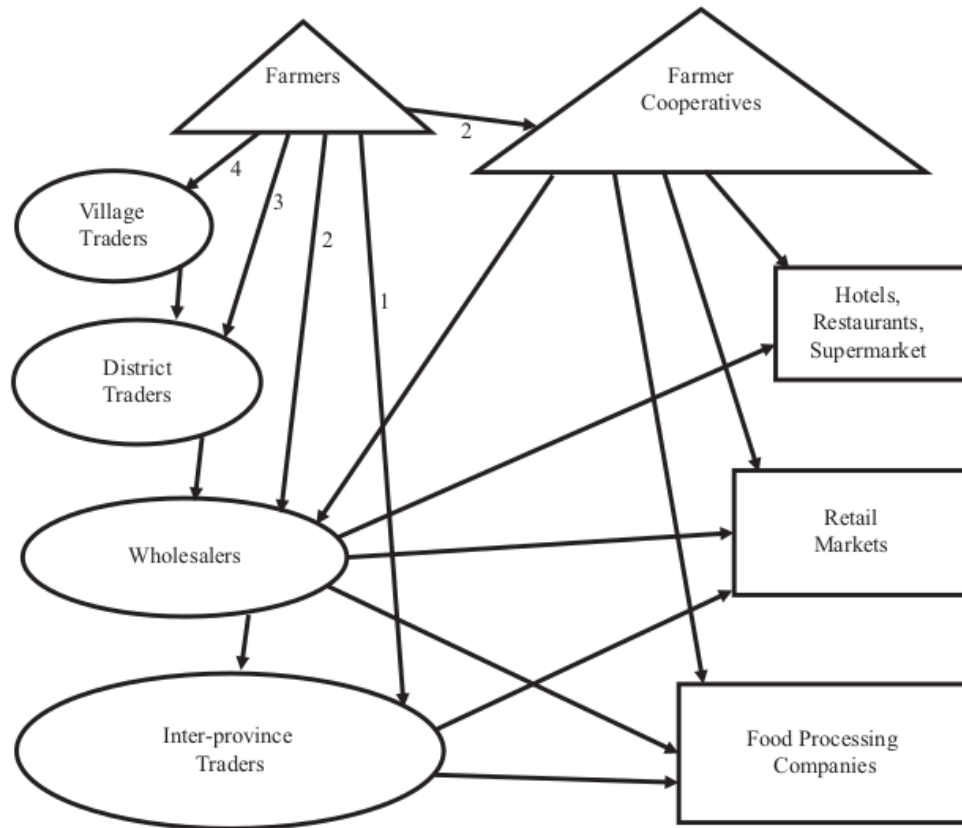 Farmers
Farmer
Cooperatives
2
4
3
2
1
Village
Traders
District
Traders
Hotels,
Restaurants,
Supermarket
Wholesalers
Retail
Markets
Inter-province
Traders
Food Processing
Companies